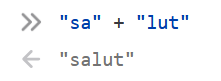 » "sa" + "lut"
← "salut"